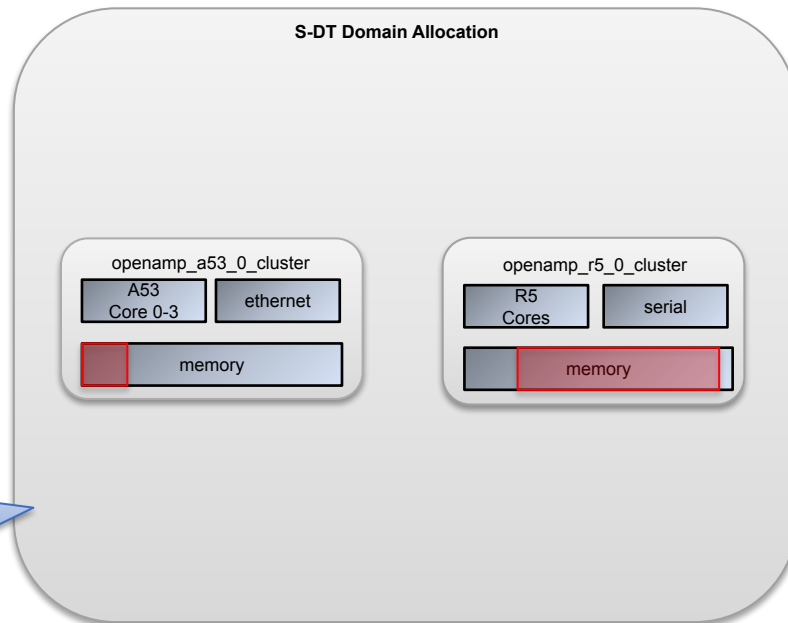 S-DT Domain Allocation
openamp_a53_0_cluster
A53
Core 0-3
ethernet
memory
openamp_r5_0_cluster
R5
Cores
serial
memory